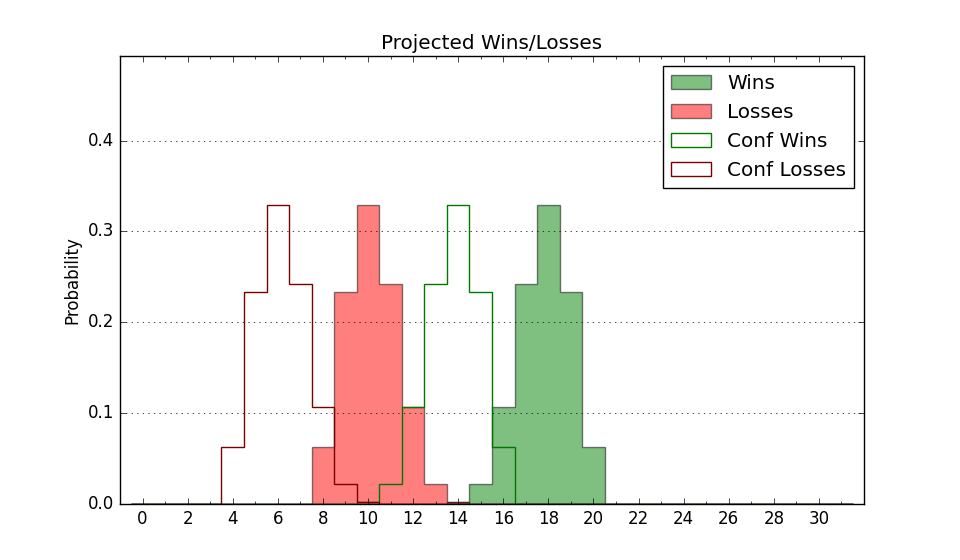 Projected Wins/Losses
Wins
Losses
Conf Wins
Conf Losses
Probability
0.4
0.3
0.2
0.1
0.0
0 2 4 6 8 10 12 14 16 18 20 22 24 26 28 30